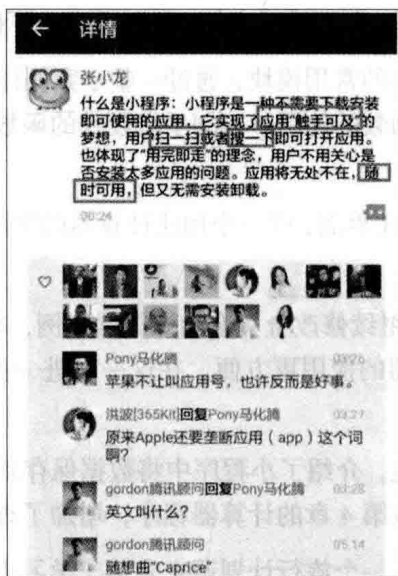 详情
张小龙
什么是小程序：小程序是一种不需要下载安装
即可使用的应用，它实现了应用“触手可及”的
梦想，用户扫一扫或者搜一下即可打开应用。
也体现了“用完即走”的理念，用户不用关心是
否安装太多应用的问题。应用将无处不在，随
时可用，但又无需安装卸载。
00:24
Pony马化腾 03:26
苹果不让叫应用号，也许反而是好事。
洪波[365Kit]回复Pony马化腾 03:27
原来Apple还要垄断应用（app）这个词
啊？
gordon腾讯顾问回复Pony马化腾 03:28
英文叫什么？
gordon腾讯顾问 05:14
随想曲“Caprice”